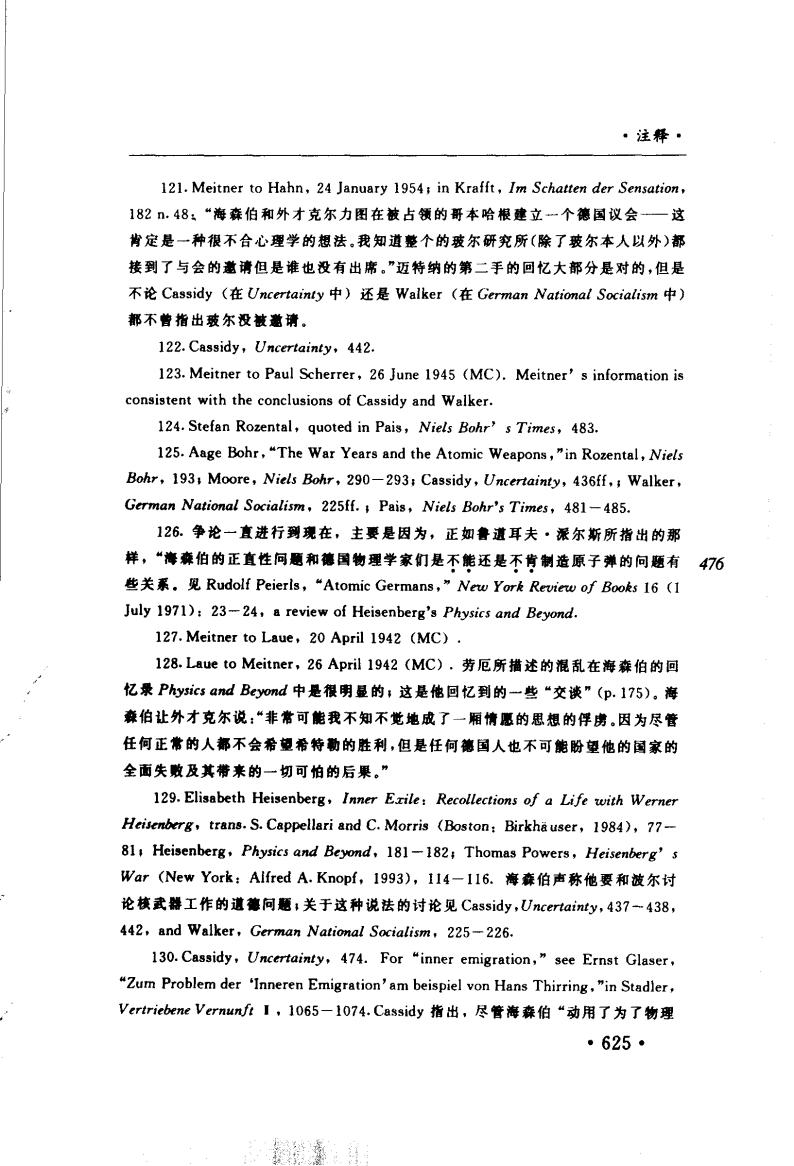 ·注释·
121. Meitner to Hahn, 24 January 1954; in Krafft, Im Schatten der Sensation,
182 n. 48: “海森伯和外才克尔力图在被占领的哥本哈根建立一个德国议会——这
肯定是一种很不合心理学的想法。我知道整个的玻尔研究所(除了玻尔本人以外)都
接到了与会的邀请但是谁也没有出席。”迈特纳的第二手的回忆大部分是对的,但是
不论 Cassidy (在 Uncertainty 中) 还是 Walker (在 German National Socialism 中)
都不曾指出玻尔没被邀请。
122. Cassidy, Uncertainty, 442.
123. Meitner to Paul Scherrer, 26 June 1945 (MC). Meitner’s information is
consistent with the conclusions of Cassidy and Walker.
124. Stefan Rozental, quoted in Pais, Niels Bohr’s Times, 483.
125. Aage Bohr, “The War Years and the Atomic Weapons,” in Rozental, Niels
Bohr, 193; Moore, Niels Bohr, 290—293; Cassidy, Uncertainty, 436ff,; Walker,
German National Socialism, 225ff.; Pais, Niels Bohr's Times, 481—485.
126. 争论一直进行到现在, 主要是因为, 正如鲁道耳夫·派尔斯所指出的那
样, “海森伯的正直性问题和德国物理学家们是不能还是不肯制造原子弹的问题有
476
些关系。见 Rudolf Peierls, “Atomic Germans,” New York Review of Books 16 (1
July 1971): 23—24, a review of Heisenberg's Physics and Beyond.
127. Meitner to Laue, 20 April 1942 (MC) .
128. Laue to Meitner, 26 April 1942 (MC) . 劳厄所描述的混乱在海森伯的回
忆录 Physics and Beyond 中是很明显的; 这是他回忆到的一些“交谈” (p. 175)。海
森伯让外才克尔说:“非常可能我不知不觉地成了一厢情愿的思想的俘虏。因为尽管
任何正常的人都不会希望希特勒的胜利,但是任何德国人也不可能盼望他的国家的
全面失败及其带来的一切可怕的后果。”
129. Elisabeth Heisenberg, Inner Exile: Recollections of a Life with Werner
Heisenberg, trans. S. Cappellari and C. Morris (Boston: Birkhäuser, 1984), 77—
81; Heisenberg, Physics and Beyond, 181—182; Thomas Powers, Heisenberg’s
War (New York: Alfred A. Knopf, 1993), 114—116. 海森伯声称他要和波尔讨
论核武器工作的道德问题;关于这种说法的讨论见 Cassidy, Uncertainty, 437—438,
442, and Walker, German National Socialism, 225—226.
130. Cassidy, Uncertainty, 474. For “inner emigration,” see Ernst Glaser,
“Zum Problem der ‘Inneren Emigration’ am beispiel von Hans Thirring,” in Stadler,
Vertriebene Vernunft Ⅱ, 1065—1074. Cassidy 指出, 尽管海森伯“动用了为了物理
·625·